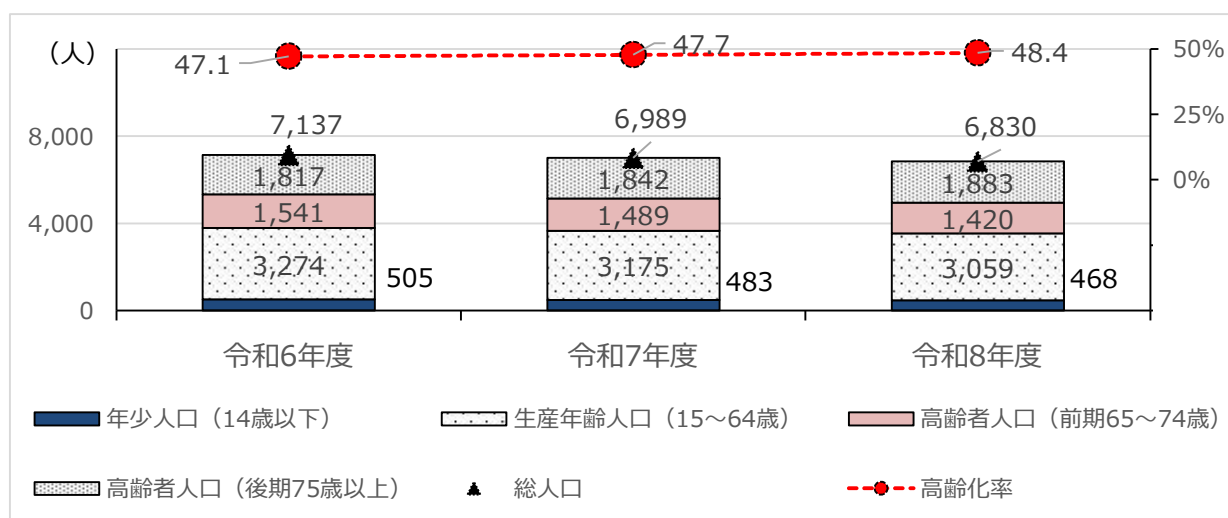 （人）
47.1
47.7
48.4
50%
25%
0%
8,000
4,000
0
7,137
6,989
6,830
1,817
1,842
1,883
1,541
1,489
1,420
3,274
3,175
3,059
505
483
468
令和6年度
令和7年度
令和8年度
年少人口（14歳以下）
生産年齢人口（15～64歳）
高齢者人口（前期65～74歳）
高齢者人口（後期75歳以上）
総人口
高齢化率